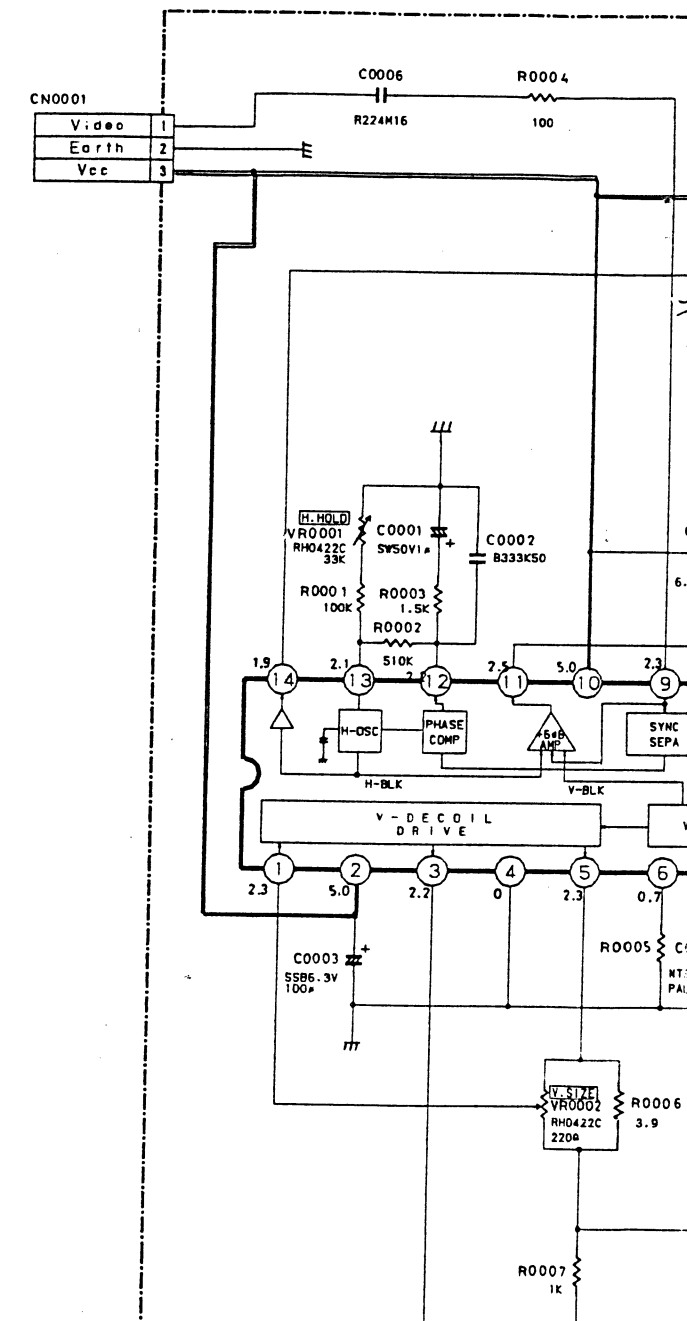 C0006
R0004
CN0001
R224M16
100
Video 1
Earth 2
Vcc 3
H.HOLD
VR0001
RH0422C
33K
C0001
SW50V1μ
+
C0002
B333K50
R0001
100K
R0003
1.5K
6.
R0002
510K
1.9
2.1
2.5
5.0
2.3
14
13
12
11
10
9
H-OSC
PHASE
COMP
+6dB
AMP
SYNC
SEPA
H-BLK
V-BLK
V-DECOIL
DRIVE
V
1
2
3
4
5
6
2.3
5.0
2.2
0
2.3
0.7
C0003
+
SSB6.3V
100μ
R0005
NT
PAL
V.SIZE
VR0002
RH0422C
220Ω
R0006
3.9
R0007
1K